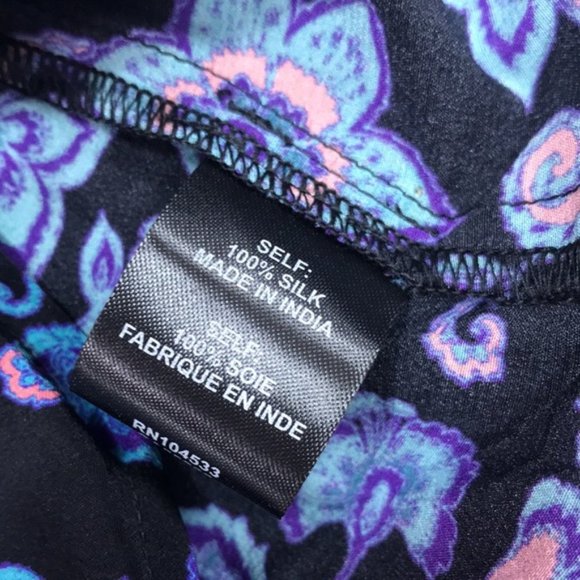 SELF:
100% SILK
MADE IN INDIA
SELF:
100% SOIE
FABRIQUE EN INDE
RN104533